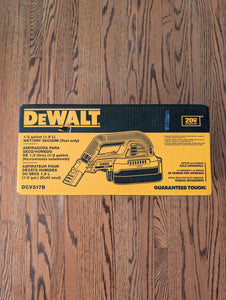 DEWALT
1/2 gallon (1.9 L)
WET/DRY VACUUM (Tool only)
ASPIRADORA PARA
SECO/HÚMEDO
DE 1,9 litros (1/2 galón)
(Herramienta solamente)
ASPIRATEUR POUR
DÉGÂTS HUMIDES
OU SECS 1,9 L
(1/2 gal.) (Outil seul)
DCV517B
20V
GUARANTEED TOUGH.